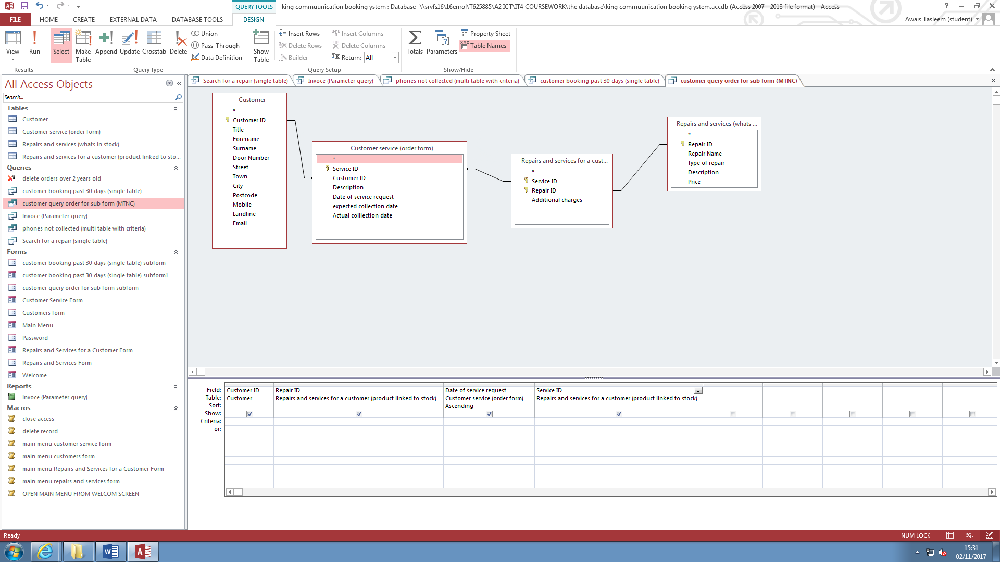 QUERY TOOLS
king commuunication booking ystem : Database- \\srvfs16\16enrol\T625885\A2 ICT\IT4 COURSEWORK\the database\king commuunication booking ystem.accdb (Access 2007 - 2013 file format) - Access
FILE HOME CREATE EXTERNAL DATA DATABASE TOOLS DESIGN
Awais Tasleem (student)
View
Run
Results
Select
Make Table
Append
Update
Crosstab
Delete
Union
Pass-Through
Data Definition
Query Type
Show Table
Insert Rows
Delete Rows
Builder
Insert Columns
Delete Columns
Return: All
Query Setup
Totals
Parameters
Property Sheet
Table Names
Show/Hide
All Access Objects
Search...
Tables
Customer
Customer service (order form)
Repairs and services (whats in stock)
Repairs and services for a customer (product linked to sto...
Queries
delete orders over 2 years old
customer booking past 30 days (single table)
customer query order for sub form (MTNC)
Invoce (Parameter query)
phones not collected (multi table with criteria)
Search for a repair (single table)
Forms
customer booking past 30 days (single table) subform
customer booking past 30 days (single table) subform1
customer query order for sub form subform
Customer Service Form
Customers form
Main Menu
Password
Repairs and Services for a Customer Form
Repairs and Services Form
Welcome
Reports
Invoce (Parameter query)
Macros
close access
delete record
main menu customer service form
main menu customers form
main menu Repairs and Services for a Customer Form
main menu repairs and services form
OPEN MAIN MENU FROM WELCOM SCREEN
Search for a repair (single table)
Invoce (Parameter query)
phones not collected (multi table with criteria)
customer booking past 30 days (single table)
customer query order for sub form (MTNC)
Customer
*
Customer ID
Title
Forename
Surname
Door Number
Street
Town
City
Postcode
Mobile
Landline
Email
Customer service (order form)
*
Service ID
Customer ID
Description
Date of service request
expected collection date
Actual colllection date
Repairs and services for a cust...
*
Service ID
Repair ID
Additional charges
Repairs and services (whats ...
*
Repair ID
Repair Name
Type of repair
Description
Price
Field: Customer ID Repair ID Date of service request Service ID
Table: Customer Repairs and services for a customer (product linked to stock) Customer service (order form) Repairs and services for a customer (product linked to stock)
Sort: Ascending
Show:
Criteria:
or:
Ready
NUM LOCK
SQL
15:31
02/11/2017